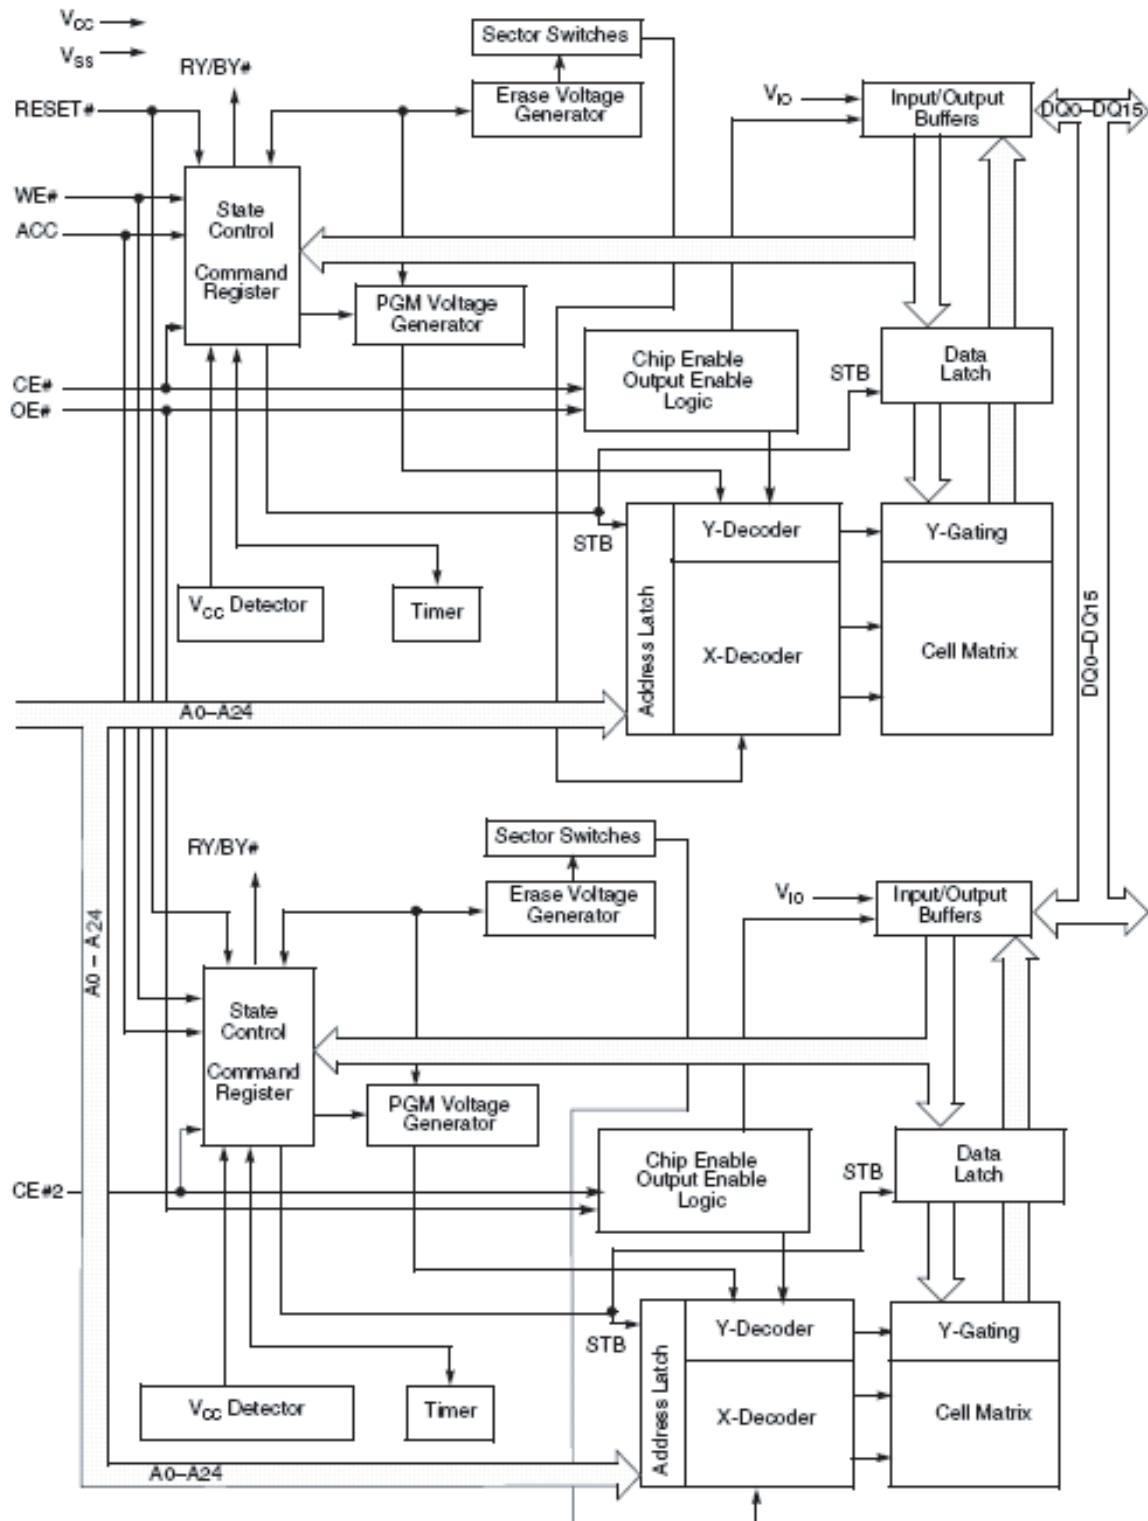 VCC
Sector Switches
VSS
RY/BY#
Erase Voltage
Generator
VIO
Input/Output
Buffers
DQ0–DQ15
RESET#
WE#
ACC
State
Control
Command
Register
PGM Voltage
Generator
Chip Enable
Output Enable
Logic
STB
Data
Latch
CE#
OE#
STB
Y-Decoder
Y-Gating
VCC Detector
Timer
Address Latch
X-Decoder
Cell Matrix
DQ0–DQ15
A0–A24
Sector Switches
RY/BY#
Erase Voltage
Generator
VIO
Input/Output
Buffers
A0 – A24
State
Control
Command
Register
PGM Voltage
Generator
Chip Enable
Output Enable
Logic
STB
Data
Latch
CE#2
STB
Y-Decoder
Y-Gating
VCC Detector
Timer
Address Latch
X-Decoder
Cell Matrix
A0–A24